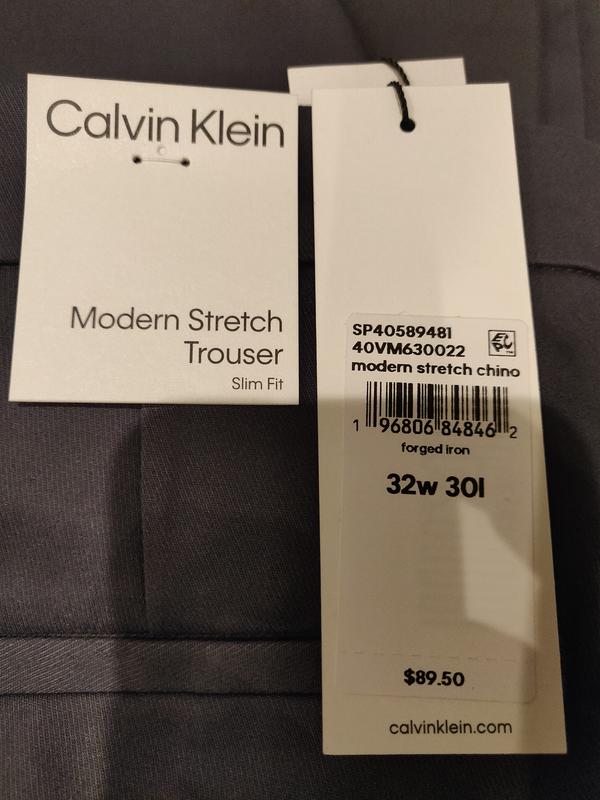 Calvin Klein
Modern Stretch
Trouser
Slim Fit
SP40589481
40VM630022
modern stretch chino
1 96806 84846 2
forged iron
32w 30l
$89.50
calvinklein.com